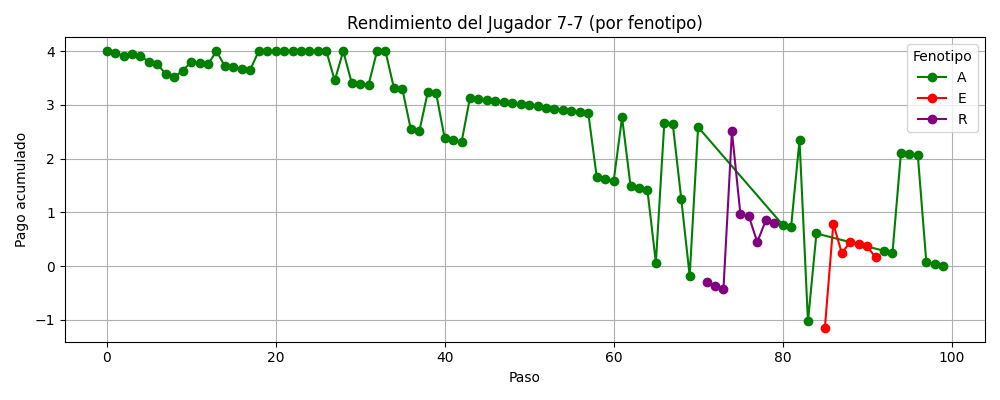 Rendimiento del Jugador 7-7 (por fenotipo)
Pago acumulado
4
3
2
1
0
−1
Fenotipo
A
E
R
0 20 40 60 80 100
Paso